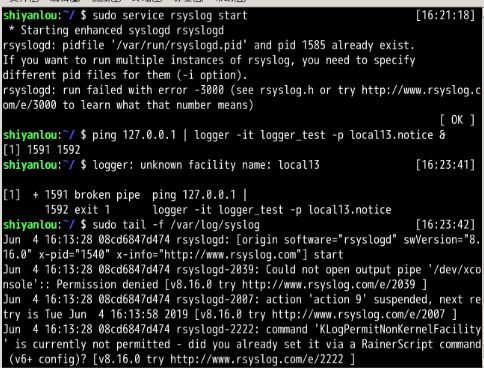 shiyanlou:~/ $ sudo service rsyslog start [16:21:18]
 * Starting enhanced syslogd rsyslogd
rsyslogd: pidfile '/var/run/rsyslogd.pid' and pid 1585 already exist.
If you want to run multiple instances of rsyslog, you need to specify
different pid files for them (-i option).
rsyslogd: run failed with error -3000 (see rsyslog.h or try http://www.rsyslog.c
om/e/3000 to learn what that number means)
[ OK ]
shiyanlou:~/ $ ping 127.0.0.1 | logger -it logger_test -p local13.notice &
[1] 1591 1592
shiyanlou:~/ $ logger: unknown facility name: local13 [16:23:41]
[1]  + 1591 broken pipe  ping 127.0.0.1 |
       1592 exit 1       logger -it logger_test -p local13.notice
shiyanlou:~/ $ sudo tail -f /var/log/syslog [16:23:42]
Jun  4 16:13:28 08cd6847d474 rsyslogd: [origin software="rsyslogd" swVersion="8.
16.0" x-pid="1540" x-info="http://www.rsyslog.com"] start
Jun  4 16:13:28 08cd6847d474 rsyslogd-2039: Could not open output pipe '/dev/xco
nsole':: Permission denied [v8.16.0 try http://www.rsyslog.com/e/2039 ]
Jun  4 16:13:28 08cd6847d474 rsyslogd-2007: action 'action 9' suspended, next re
try is Tue Jun  4 16:13:58 2019 [v8.16.0 try http://www.rsyslog.com/e/2007 ]
Jun  4 16:13:28 08cd6847d474 rsyslogd-2222: command 'KLogPermitNonKernelFacility
' is currently not permitted - did you already set it via a RainerScript command
 (v6+ config)? [v8.16.0 try http://www.rsyslog.com/e/2222 ]